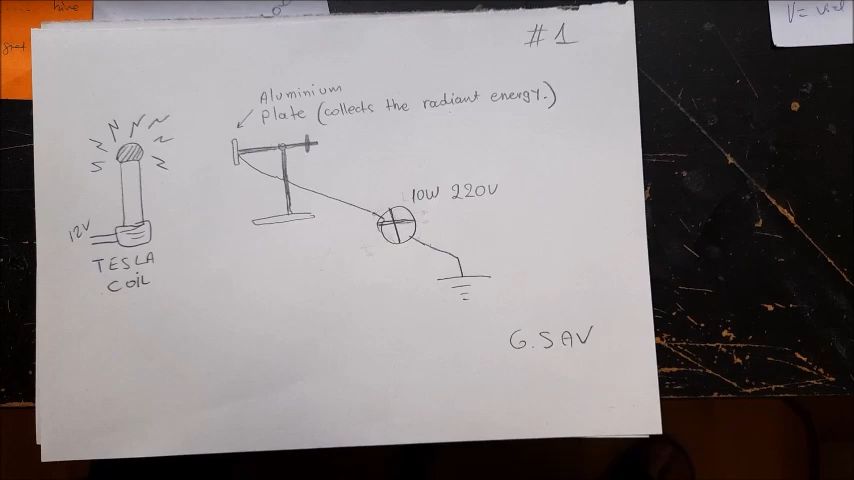 #1
Aluminium
plate (collects the radiant energy.)
10W 220V
12V
TESLA
COIL
G.SAV
V=